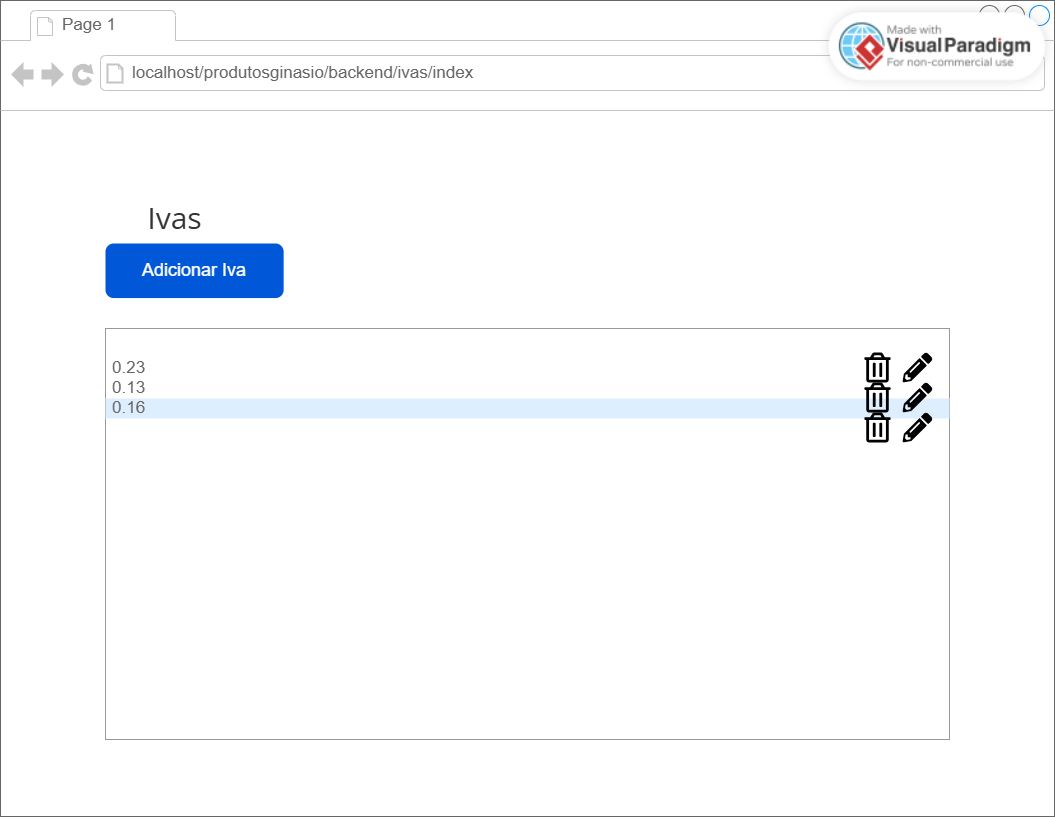 Page 1
Made with
Visual Paradigm
For non-commercial use
localhost/produtosginasio/backend/ivas/index
Ivas
Adicionar Iva
0.23
0.13
0.16